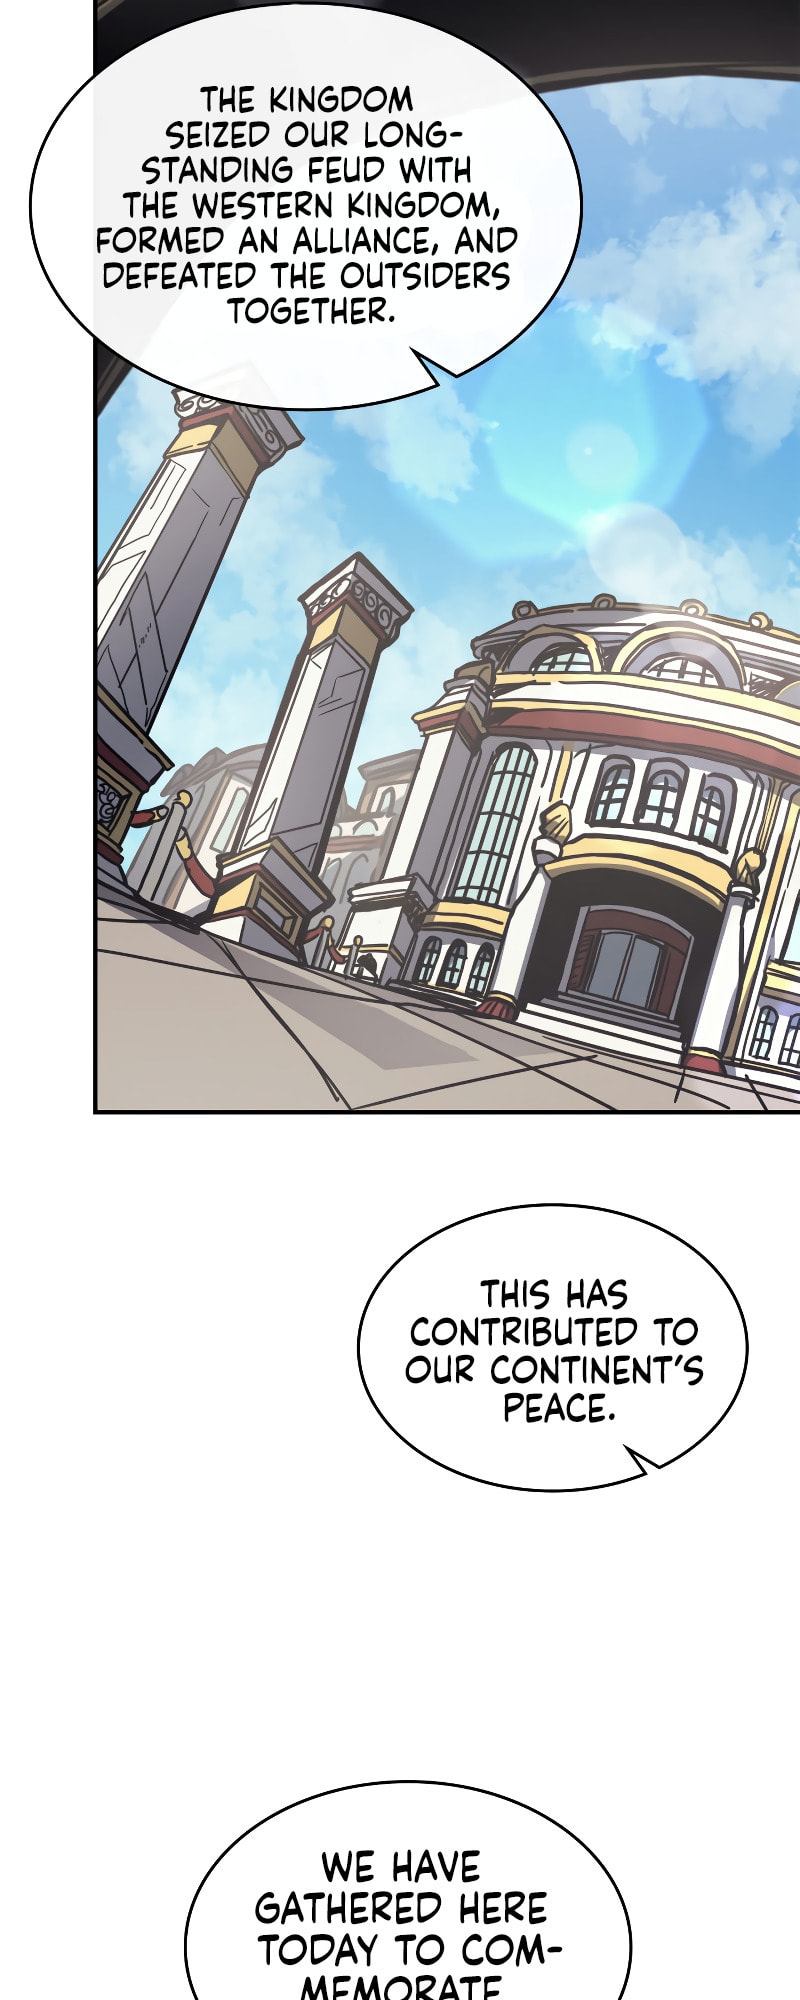 THE KINGDOM
SEIZED OUR LONG-
STANDING FEUD WITH
THE WESTERN KINGDOM,
FORMED AN ALLIANCE, AND
DEFEATED THE OUTSIDERS
TOGETHER.
THIS HAS
CONTRIBUTED TO
OUR CONTINENT'S
PEACE.
WE HAVE
GATHERED HERE
TODAY TO COM-
MEMORATE